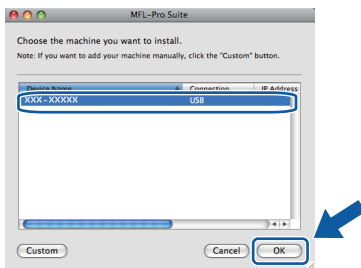 MFL-Pro Suite
Choose the machine you want to install.
Note: If you want to add your machine manually, click the "Custom" button.
Device Name Connection IP Address
XXX-XXXXX USB
Custom Cancel OK